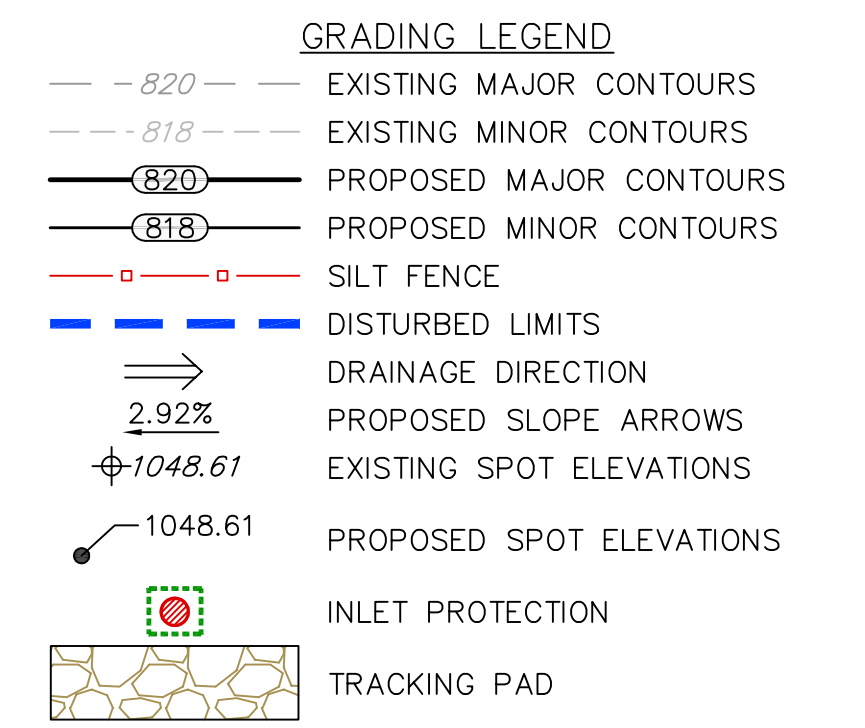 GRADING LEGEND
820 EXISTING MAJOR CONTOURS
818 EXISTING MINOR CONTOURS
820 PROPOSED MAJOR CONTOURS
818 PROPOSED MINOR CONTOURS
SILT FENCE
DISTURBED LIMITS
DRAINAGE DIRECTION
2.92% PROPOSED SLOPE ARROWS
1048.61 EXISTING SPOT ELEVATIONS
1048.61 PROPOSED SPOT ELEVATIONS
INLET PROTECTION
TRACKING PAD